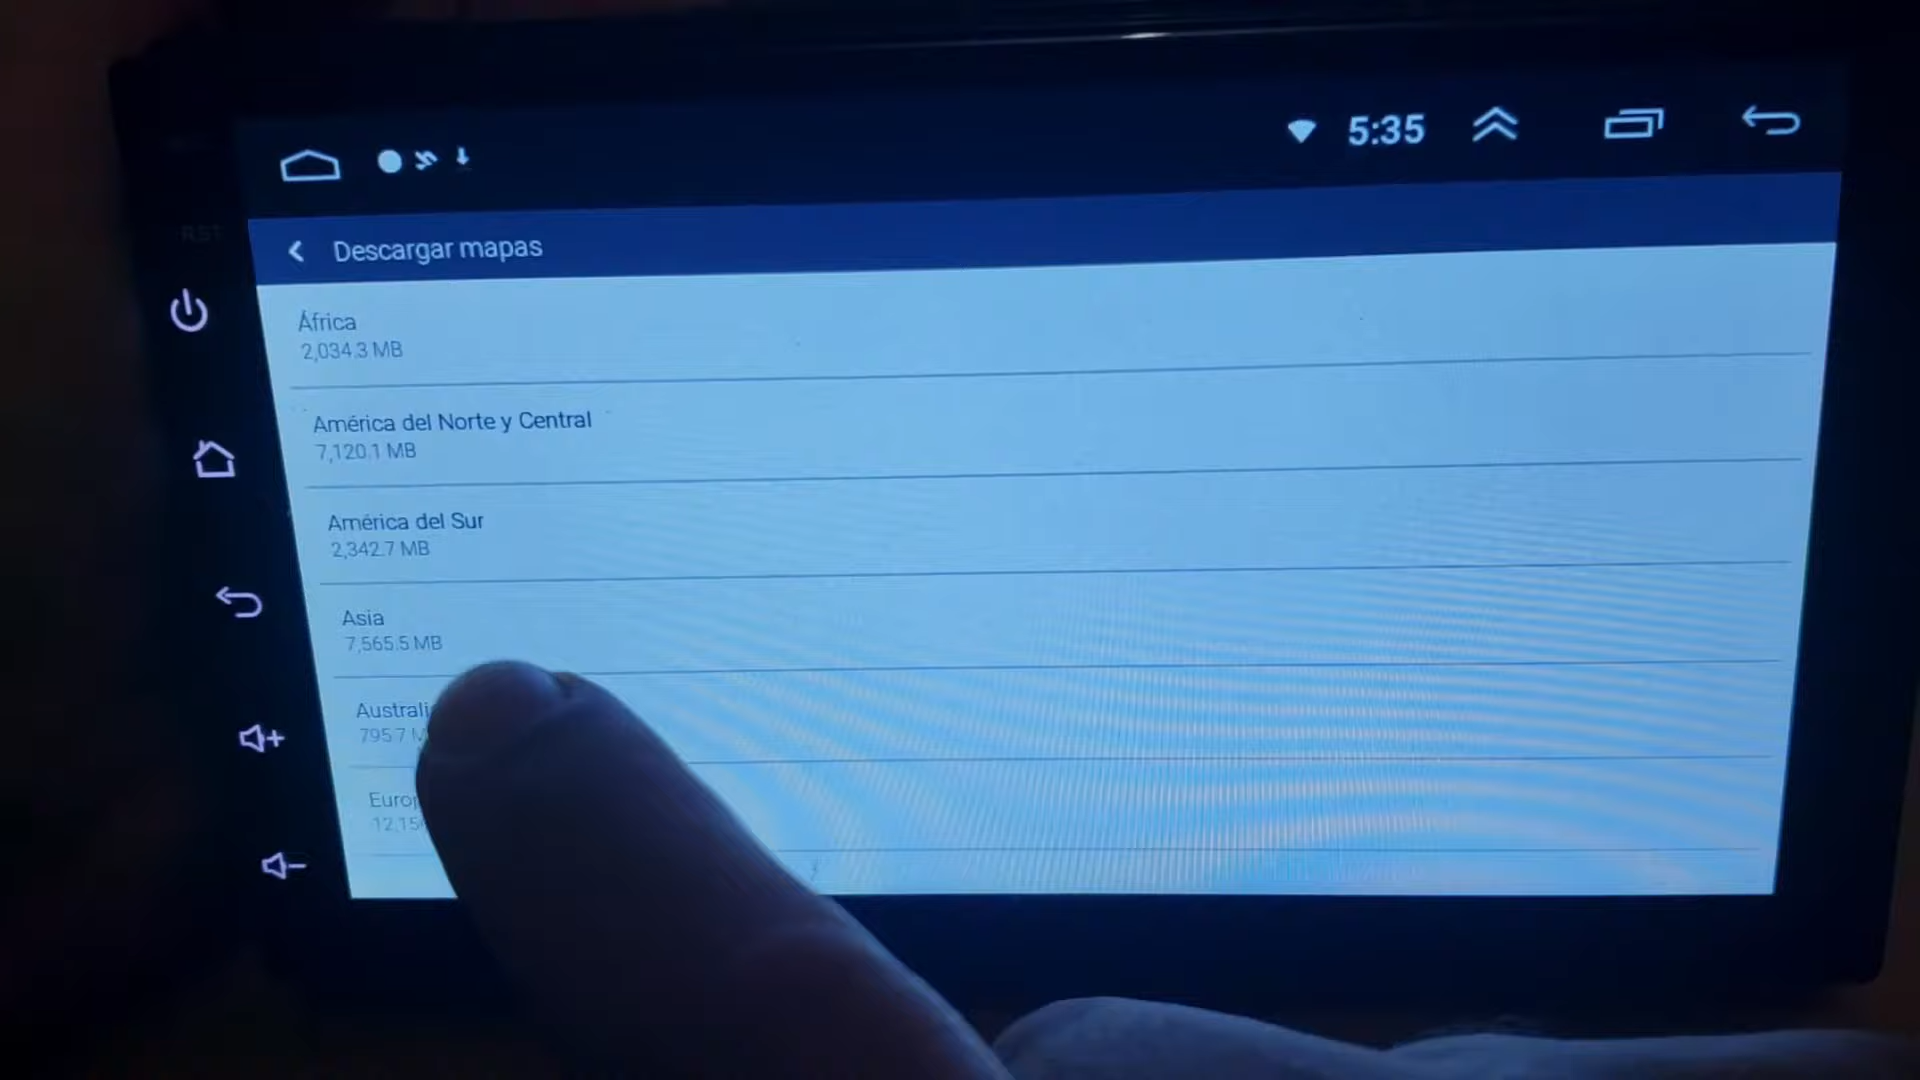 5:35
RST
Descargar mapas
África
2,034.3 MB
América del Norte y Central
7,120.1 MB
América del Sur
2,342.7 MB
Asia
7,565.5 MB